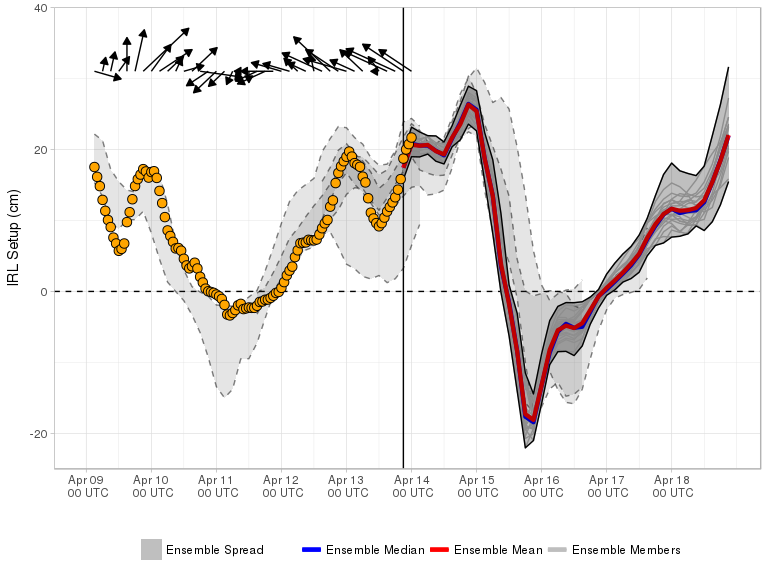 40
20
0
-20
IRL Setup (cm)
Apr 09 Apr 10 Apr 11 Apr 12 Apr 13 Apr 14 Apr 15 Apr 16 Apr 17 Apr 18
00 UTC 00 UTC 00 UTC 00 UTC 00 UTC 00 UTC 00 UTC 00 UTC 00 UTC 00 UTC
Ensemble Spread Ensemble Median Ensemble Mean Ensemble Members